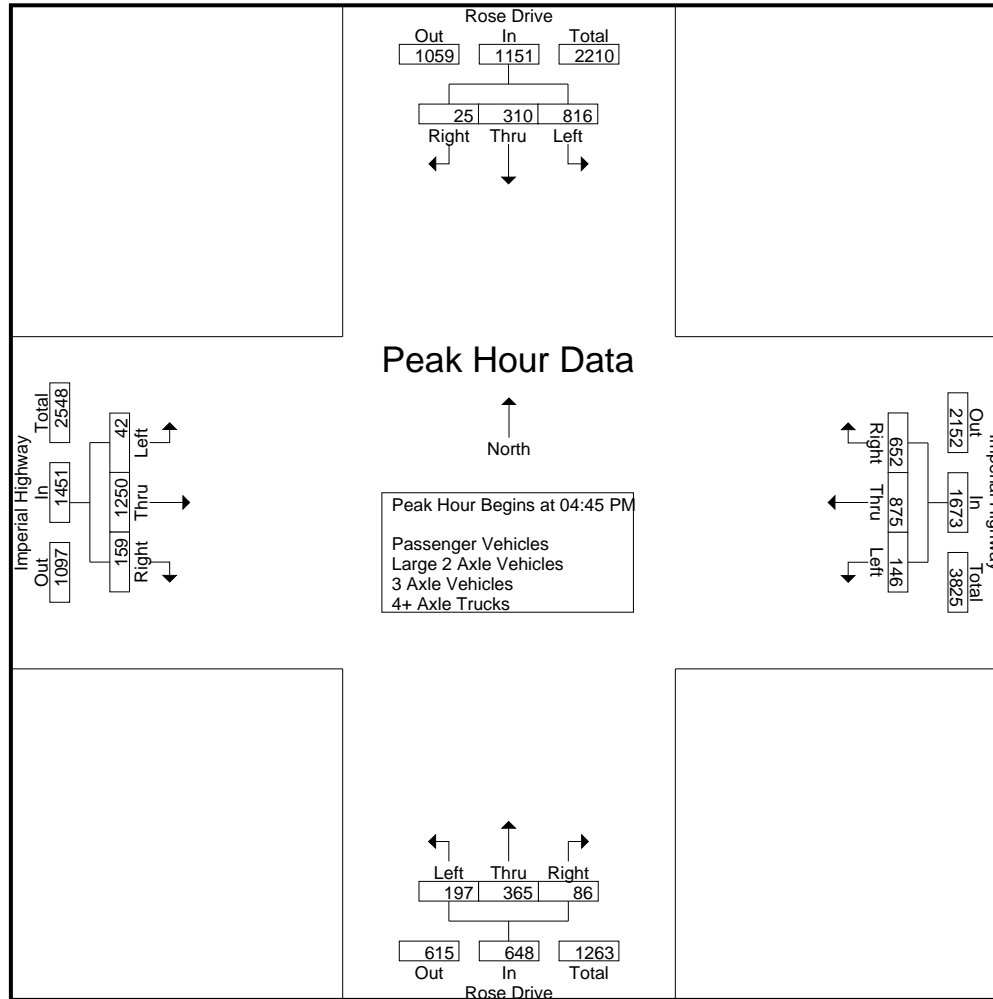 Rose Drive
Out In Total
1059 1151 2210
25 310 816
Right Thru Left
Peak Hour Data
North
Peak Hour Begins at 04:45 PM
Passenger Vehicles
Large 2 Axle Vehicles
3 Axle Vehicles
4+ Axle Trucks
Imperial Highway
Out In Total
1097 1451 2548
159 1250 42
Right Thru Left
Imperial Highway
Out In Total
2152 1673 3825
652 875 146
Right Thru Left
Left Thru Right
197 365 86
615 648 1263
Out In Total
Rose Drive